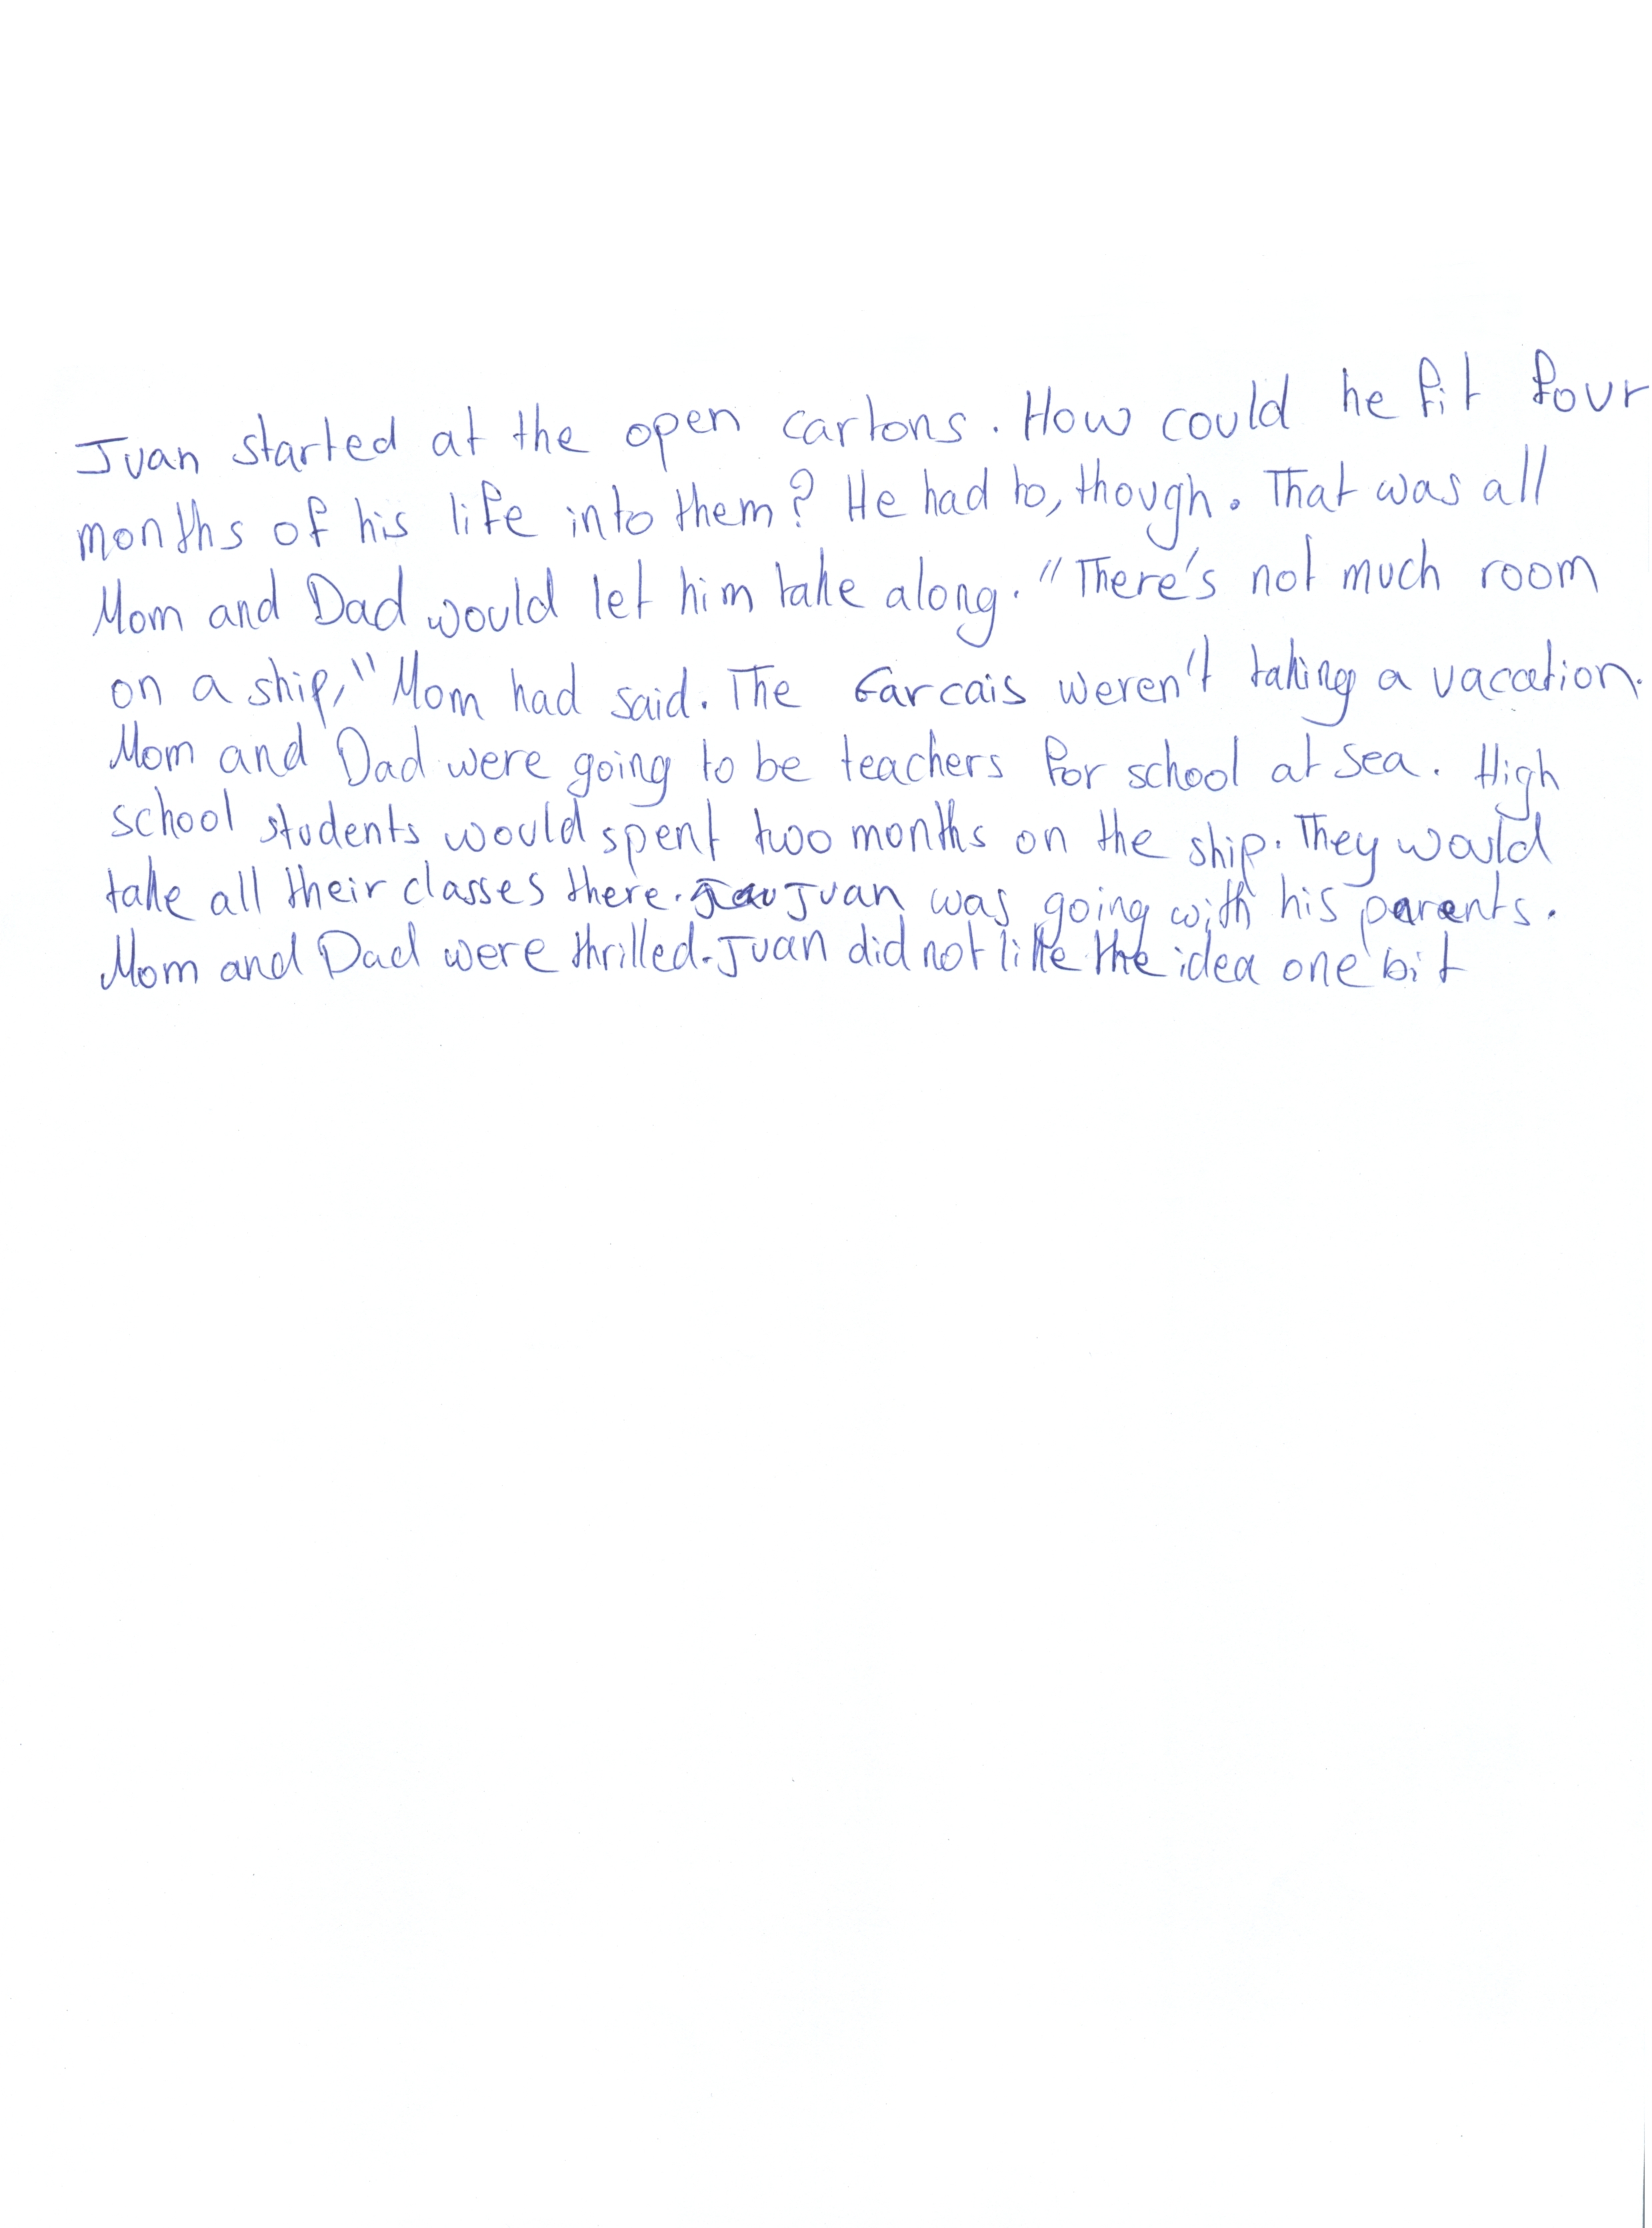 Juan started at the open cartons. How could he fit four
months of his life into them? He had to, though. That was all
Mom and Dad would let him take along. "There's not much room
on a ship," Mom had said. The Garcais weren't taking a vacation.
Mom and Dad were going to be teachers for school at sea. High
school students would spent two months on the ship. They would
take all their classes there. Juan was going with his parents.
Mom and Dad were thrilled. Juan did not like the idea one bit